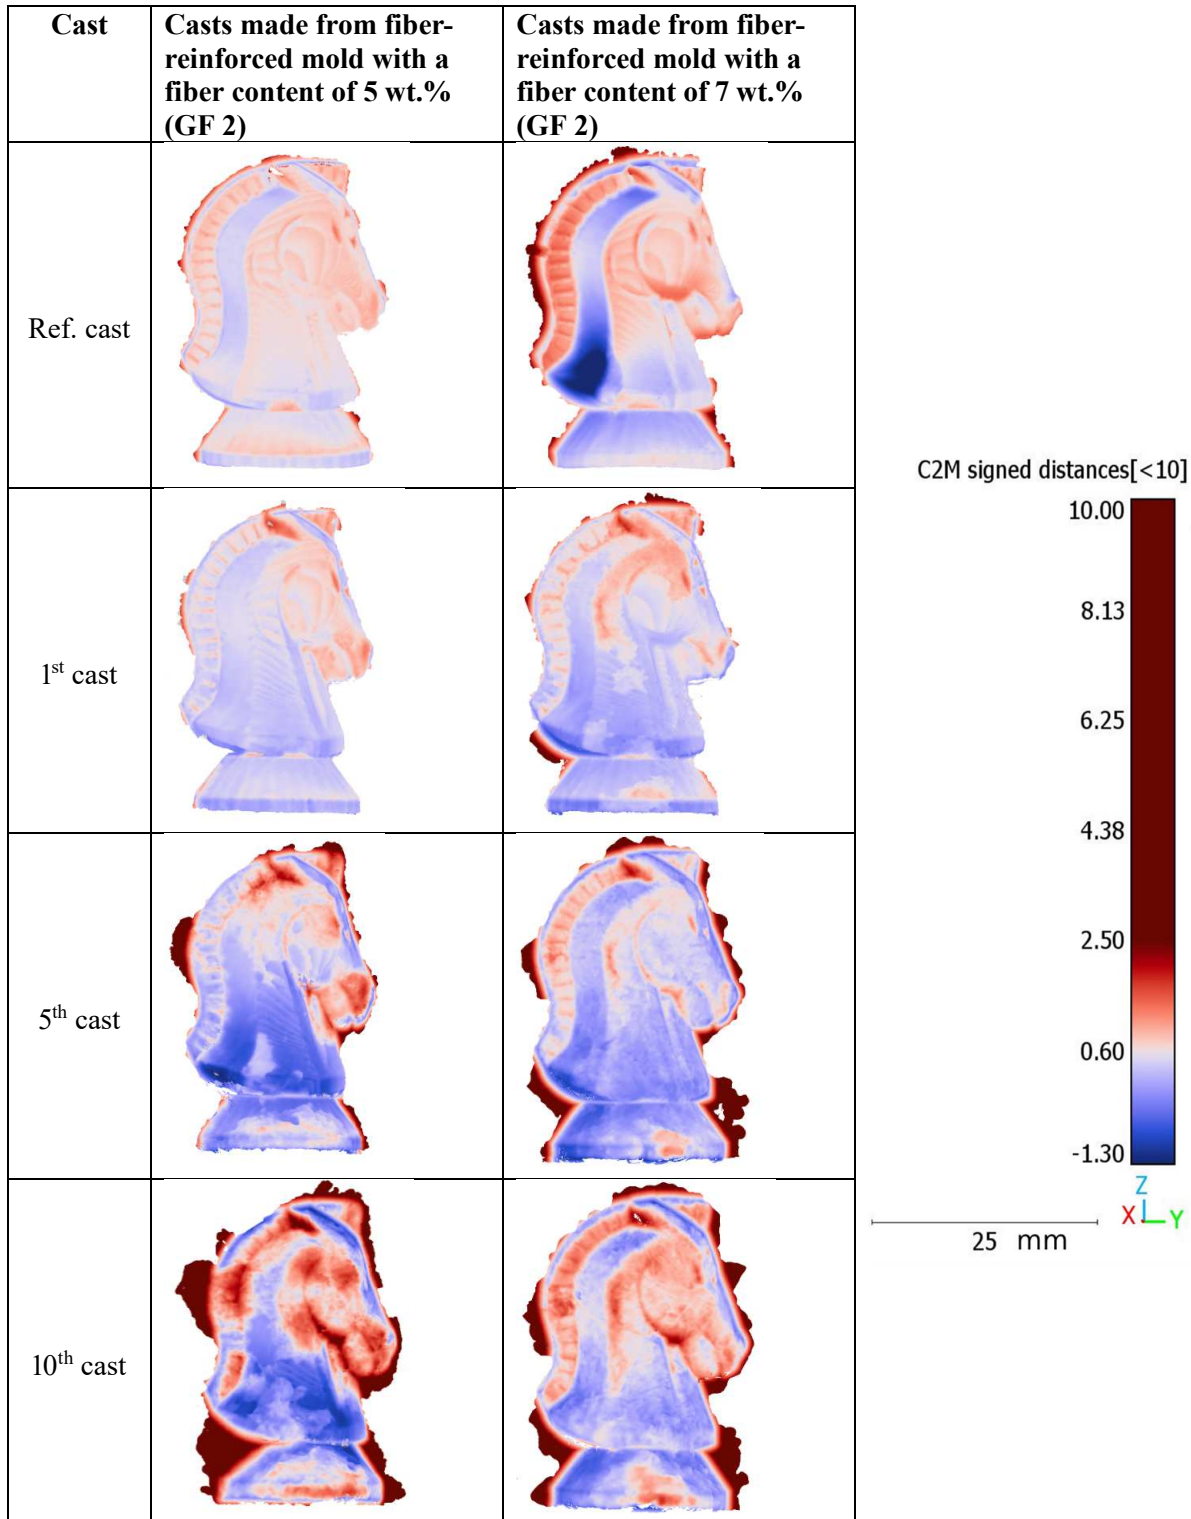 Cast
Casts made from fiber-
reinforced mold with a
fiber content of 5 wt.%
(GF 2)
Casts made from fiber-
reinforced mold with a
fiber content of 7 wt.%
(GF 2)
Ref. cast
1st cast
5th cast
10th cast
C2M signed distances[<10]
10.00
8.13
6.25
4.38
2.50
0.60
-1.30
Z
X
Y
25 mm